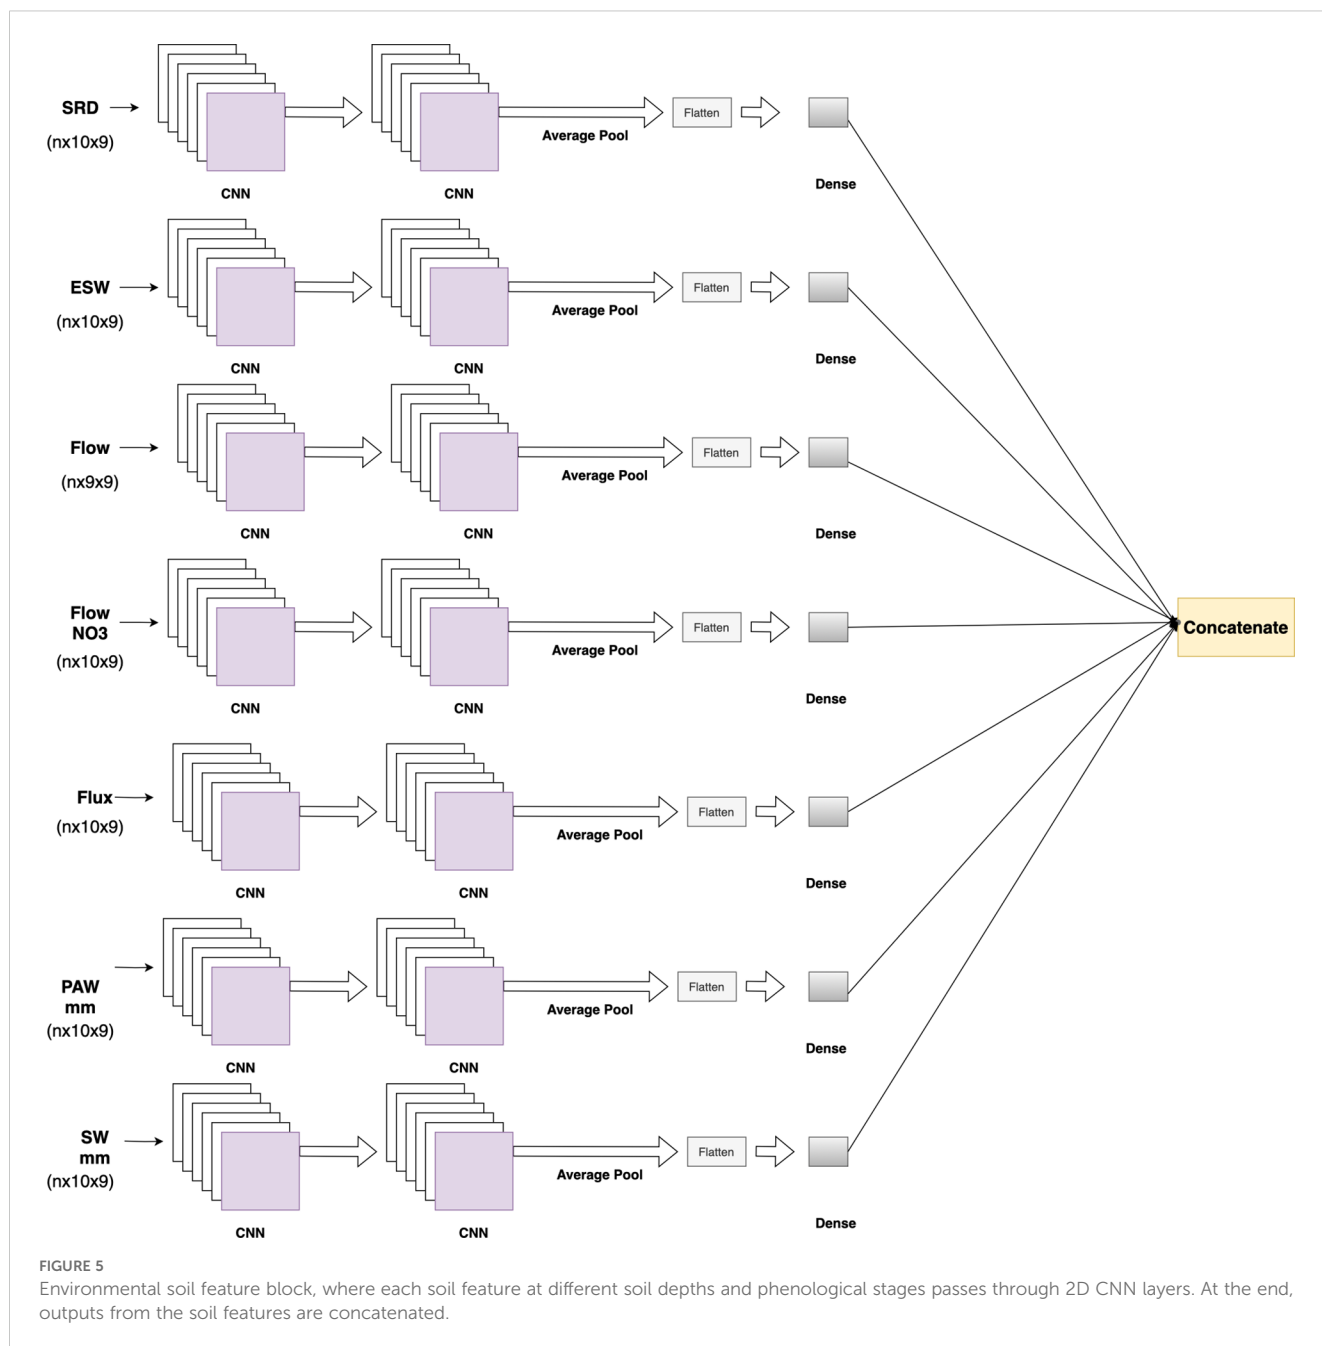 SRD
(nx10x9)
CNN
CNN
Average Pool
Flatten
Dense
ESW
(nx10x9)
CNN
CNN
Average Pool
Flatten
Dense
Flow
(nx9x9)
CNN
CNN
Average Pool
Flatten
Dense
Flow
NO3
(nx10x9)
CNN
CNN
Average Pool
Flatten
Dense
Concatenate
Flux
(nx10x9)
CNN
CNN
Average Pool
Flatten
Dense
PAW
mm
(nx10x9)
CNN
CNN
Average Pool
Flatten
Dense
SW
mm
(nx10x9)
CNN
CNN
Average Pool
Flatten
Dense
FIGURE 5
Environmental soil feature block, where each soil feature at different soil depths and phenological stages passes through 2D CNN layers. At the end,
outputs from the soil features are concatenated.